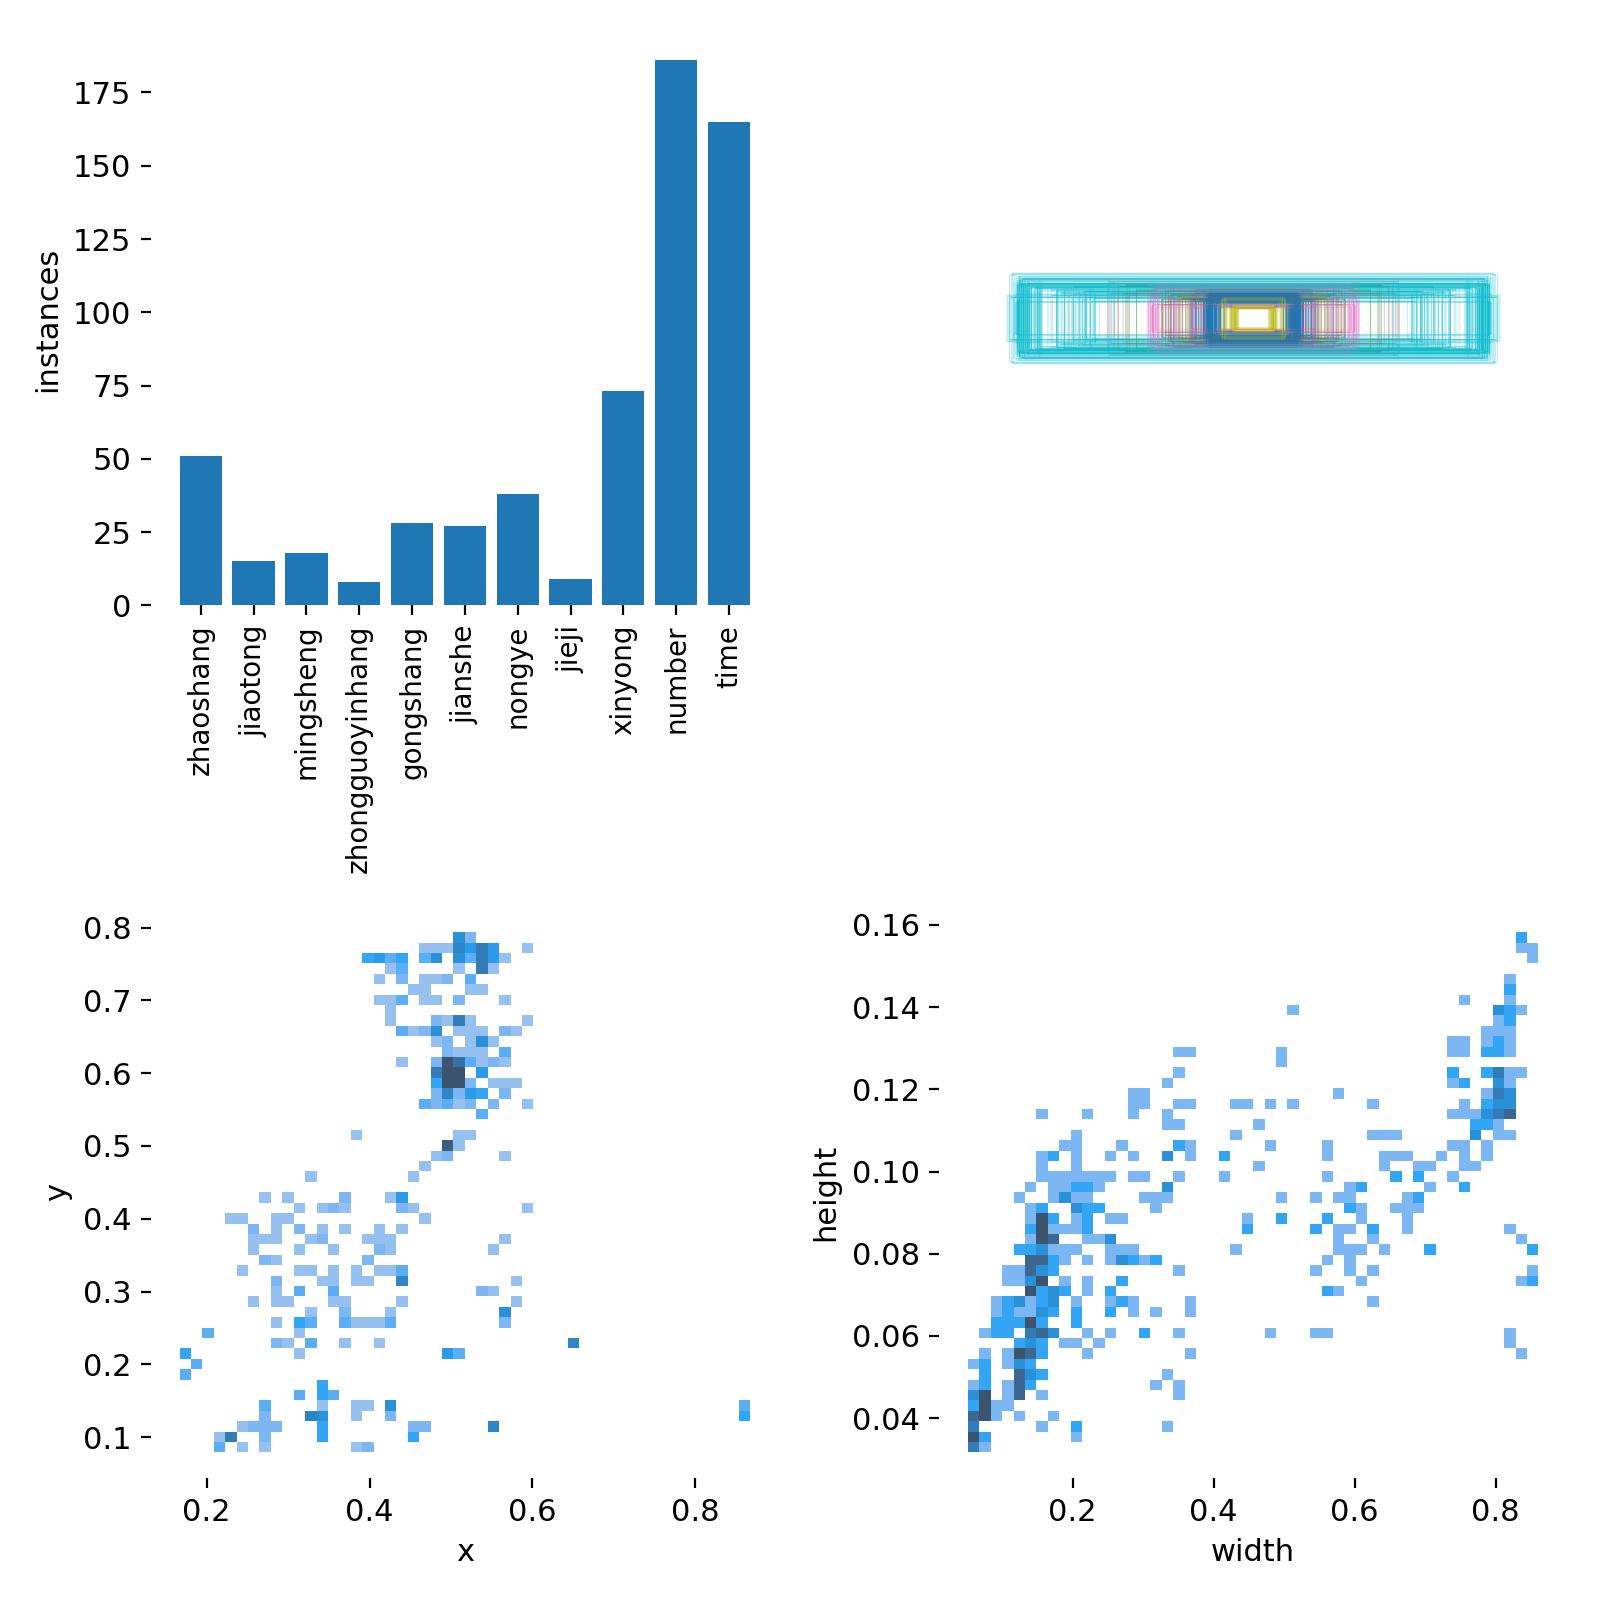 instances
175
150
125
100
75
50
25
0
zhaoshang
jiaotong
mingsheng
zhongguoyinhang
gongshang
jianshe
nongye
jieji
xinyong
number
time
y
0.8
0.7
0.6
0.5
0.4
0.3
0.2
0.1
0.2
0.4
0.6
0.8
x
height
0.16
0.14
0.12
0.10
0.08
0.06
0.04
0.2
0.4
0.6
0.8
width